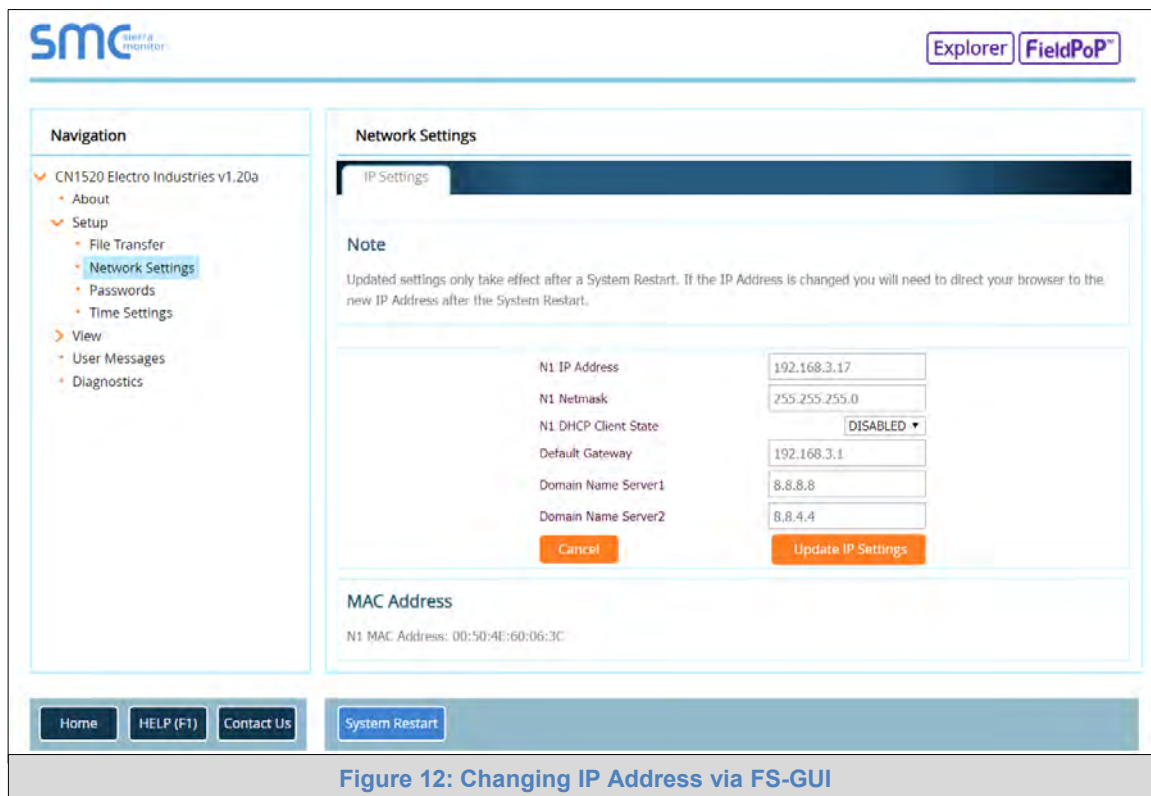 smc sierra monitor
Explorer FieldPoP™
Navigation
CN1520 Electro Industries v1.20a
About
Setup
File Transfer
Network Settings
Passwords
Time Settings
View
User Messages
Diagnostics
Network Settings
IP Settings
Note
Updated settings only take effect after a System Restart. If the IP Address is changed you will need to direct your browser to the
new IP Address after the System Restart.
N1 IP Address 192.168.3.17
N1 Netmask 255.255.255.0
N1 DHCP Client State DISABLED
Default Gateway 192.168.3.1
Domain Name Server1 8.8.8.8
Domain Name Server2 8.8.4.4
Cancel Update IP Settings
MAC Address
N1 MAC Address: 00:50:4E:60:06:3C
Home HELP (F1) Contact Us System Restart
Figure 12: Changing IP Address via FS-GUI